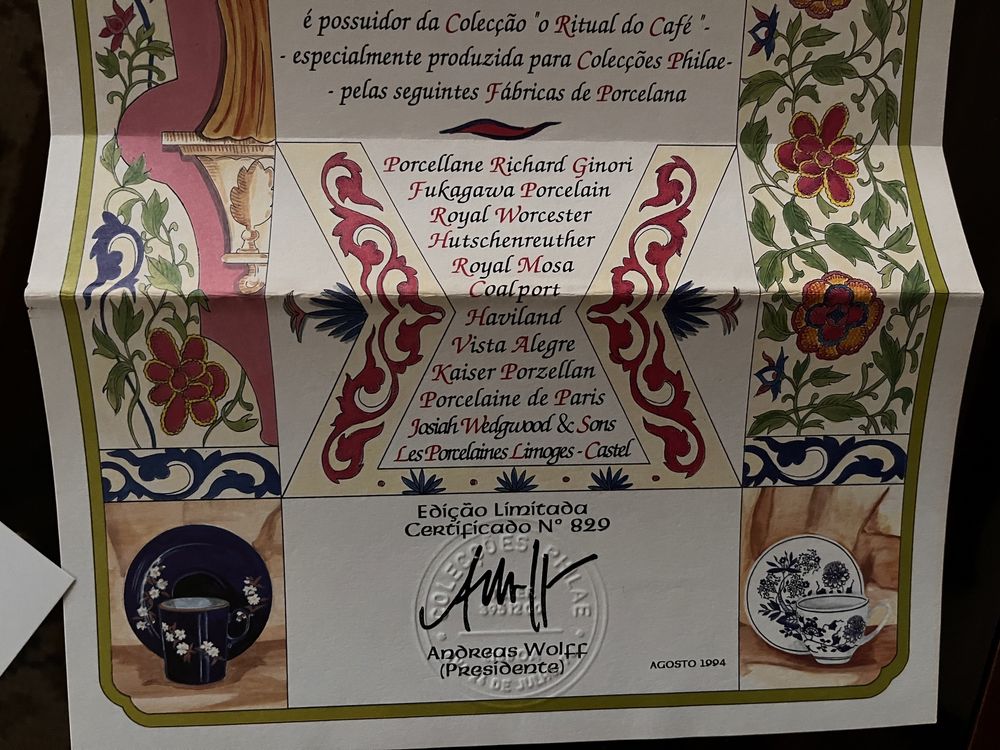 é possuidor da Colecção "o Ritual do Café "-
- especialmente produzida para Colecções Philae-
- pelas seguintes Fábricas de Porcelana
Porcellane Richard Ginori
Fukagawa Porcelain
Royal Worcester
Hutschenreuther
Royal Mosa
Coalport
Haviland
Vista Alegre
Kaiser Porzellan
Porcelaine de Paris
Josiah Wedgwood & Sons
Les Porcelaines Limoges - Castel
Edição Limitada
Certificado Nº 829
COLECÇÕES PHILAE
Andreas Wolff
(Presidente)
AGOSTO 1994